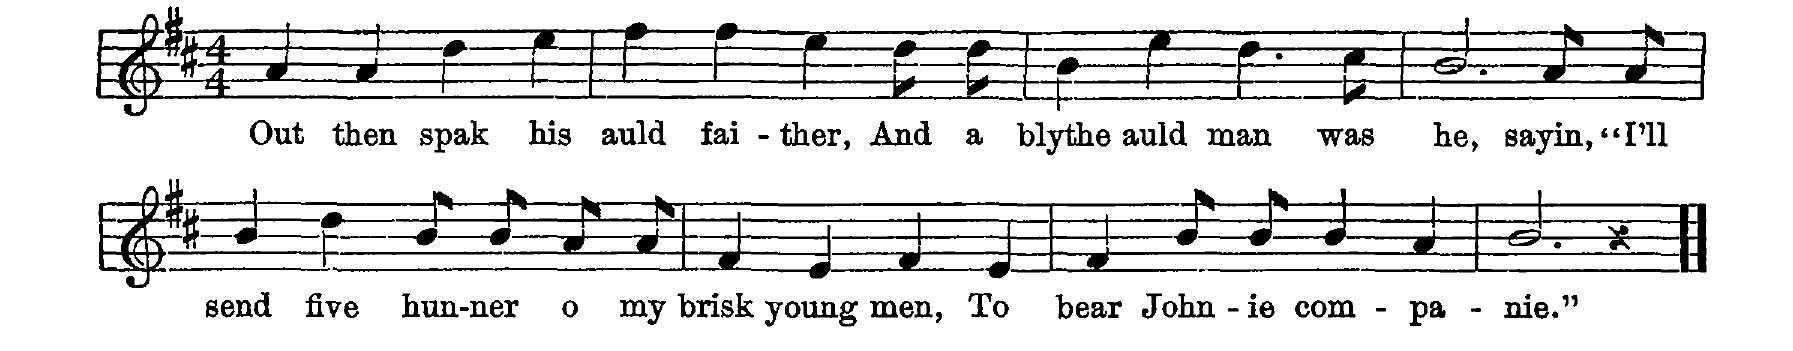 4
4
Out then spak his auld fai - ther, And a blythe auld man was he, sayin, “I’ll
send five hun-ner o my brisk young men, To bear John - ie com - pa - nie.”